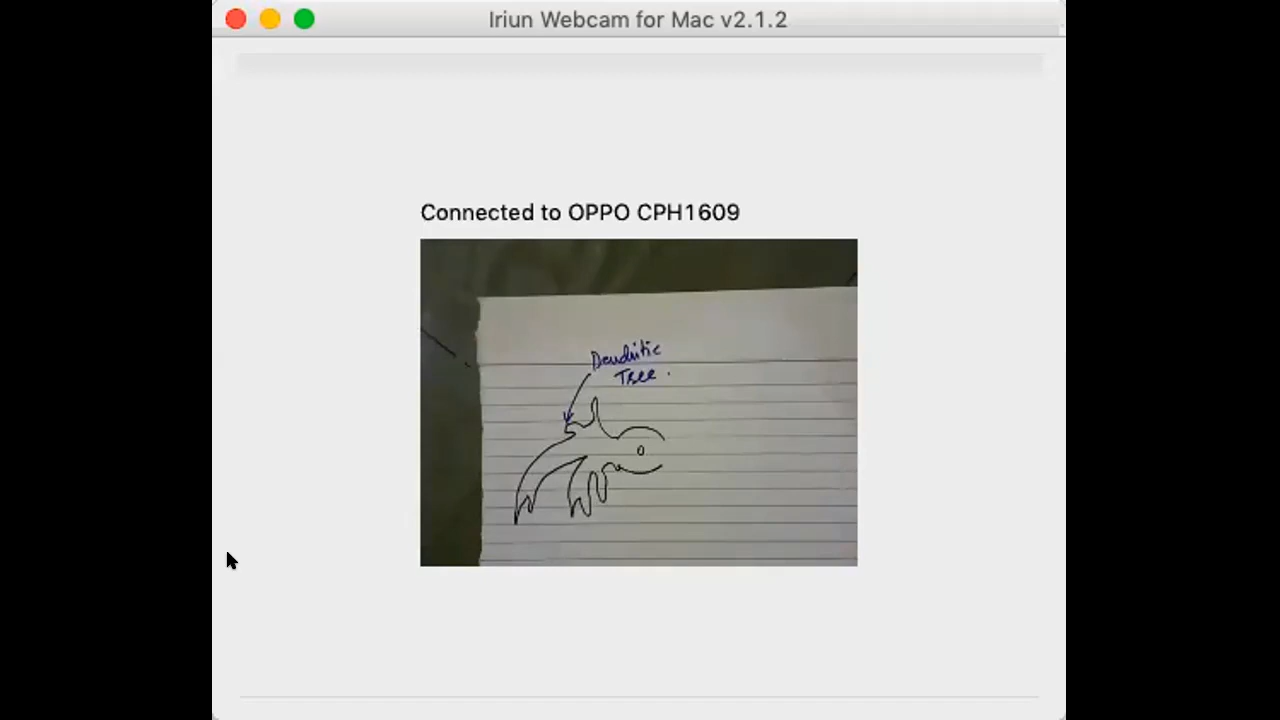 Iriun Webcam for Mac v2.1.2
Connected to OPPO CPH1609
Dendritic
Tree.